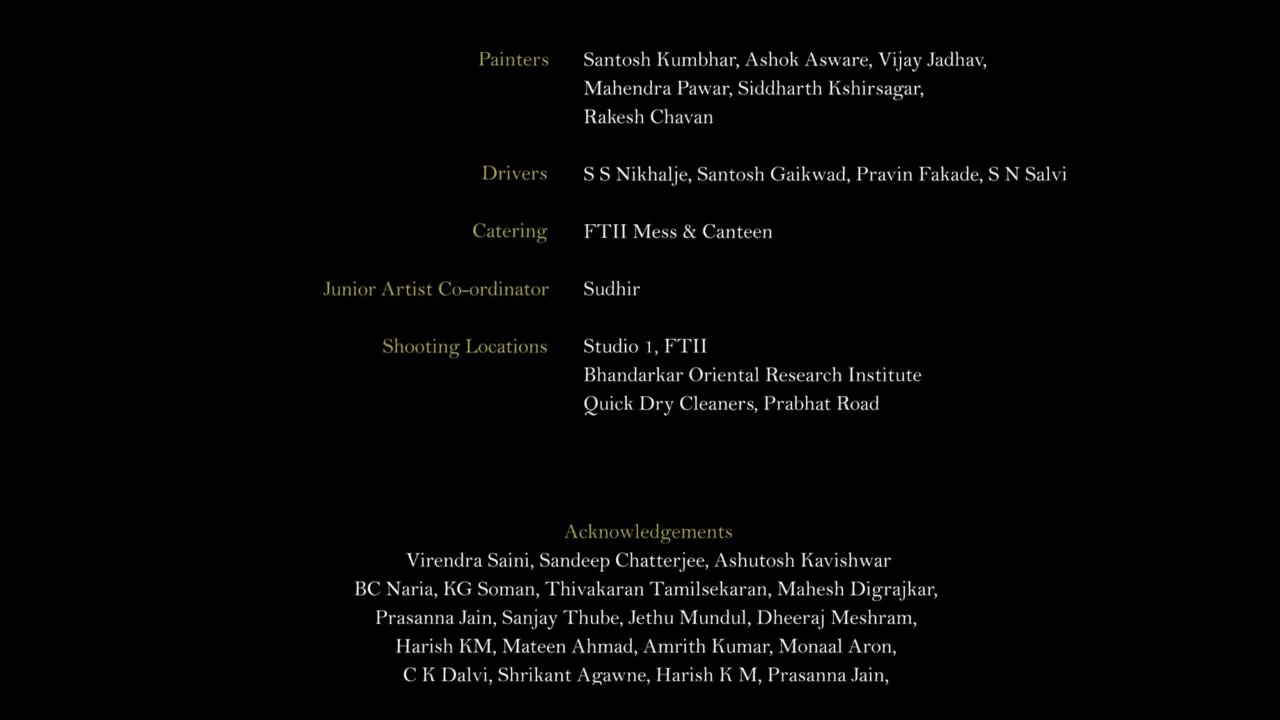 Painters Santosh Kumbhar, Ashok Asware, Vijay Jadhav,
Mahendra Pawar, Siddharth Kshirsagar,
Rakesh Chavan
Drivers S S Nikhalje, Santosh Gaikwad, Pravin Fakade, S N Salvi
Catering FTII Mess & Canteen
Junior Artist Co-ordinator Sudhir
Shooting Locations Studio 1, FTII
Bhandarkar Oriental Research Institute
Quick Dry Cleaners, Prabhat Road
Acknowledgements
Virendra Saini, Sandeep Chatterjee, Ashutosh Kavishwar
BC Naria, KG Soman, Thivakaran Tamilsekaran, Mahesh Digrajkar,
Prasanna Jain, Sanjay Thube, Jethu Mundul, Dheeraj Meshram,
Harish KM, Mateen Ahmad, Amrith Kumar, Monaal Aron,
C K Dalvi, Shrikant Agawne, Harish K M, Prasanna Jain,